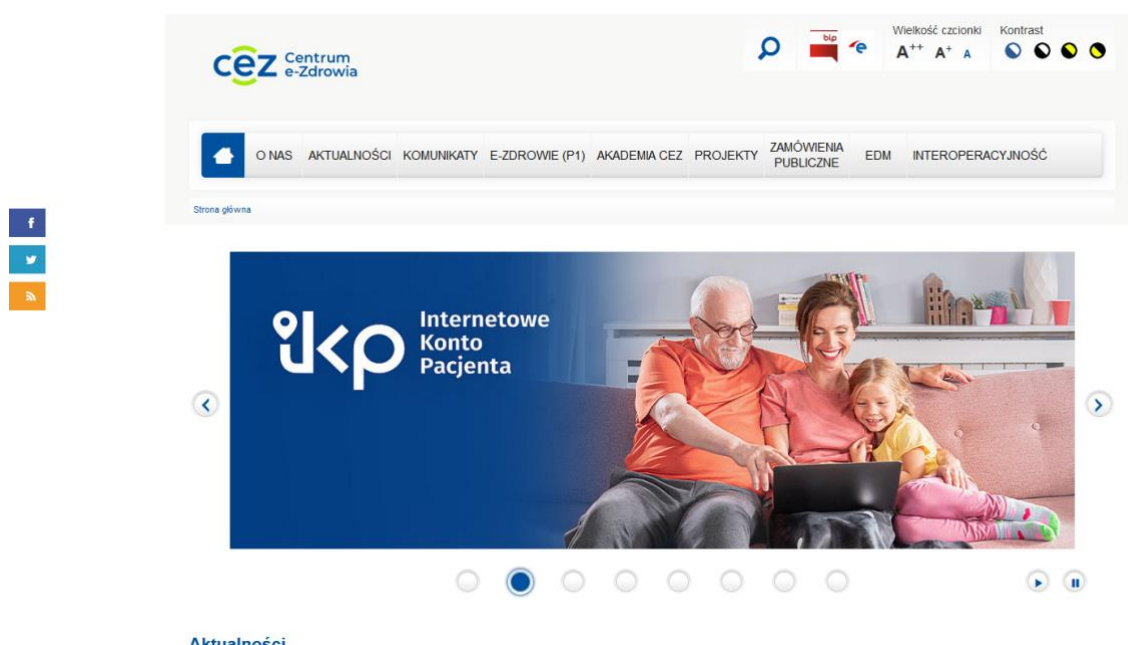 cez Centrum
e-Zdrowia
bip
Wielkość czcionki
A++ A+ A
Kontrast
O NAS
AKTUALNOŚCI
KOMUNIKATY
E-ZDROWIE (P1)
AKADEMIA CEZ
PROJEKTY
ZAMÓWIENIA
PUBLICZNE
EDM
INTEROPERACYJNOŚĆ
Strona główna
ikp
Internetowe
Konto
Pacjenta
Aktualności